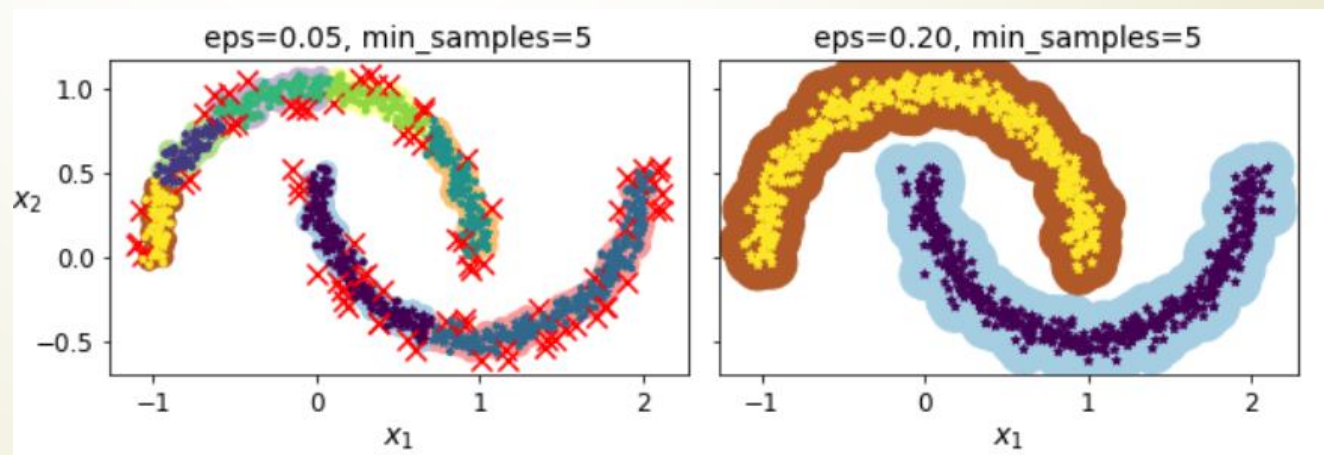 eps=0.05, min_samples=5
eps=0.20, min_samples=5
1.0
0.5
0.0
−0.5
x₂
−1 0 1 2
−1 0 1 2
x₁
x₁